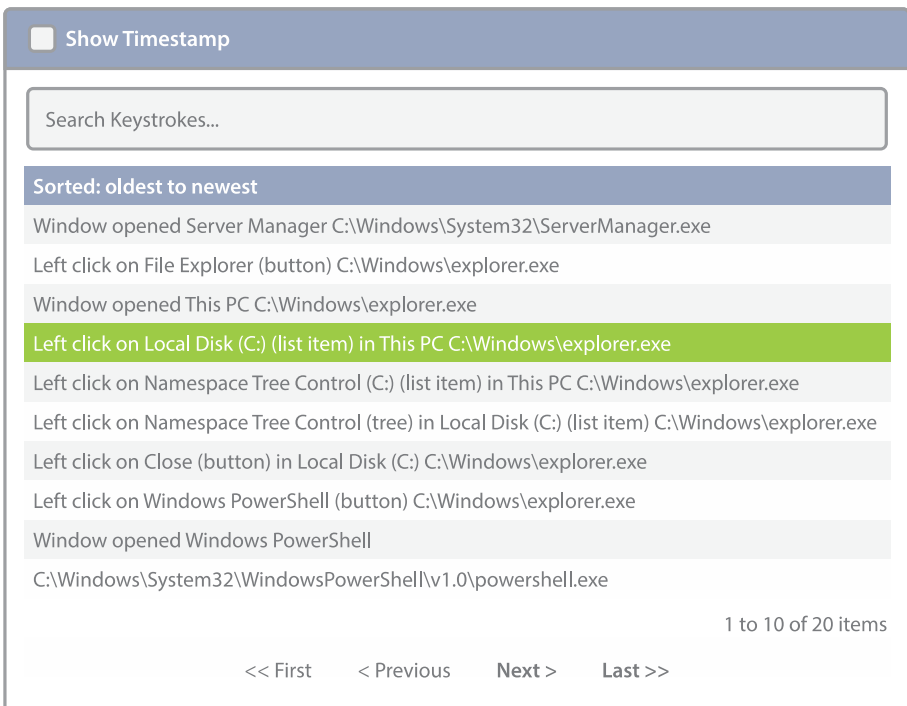 Show Timestamp
Search Keystrokes...
Sorted: oldest to newest
Window opened Server Manager C:\Windows\System32\ServerManager.exe
Left click on File Explorer (button) C:\Windows\explorer.exe
Window opened This PC C:\Windows\explorer.exe
Left click on Local Disk (C:) (list item) in This PC C:\Windows\explorer.exe
Left click on Namespace Tree Control (C:) (list item) in This PC C:\Windows\explorer.exe
Left click on Namespace Tree Control (tree) in Local Disk (C:) (list item) C:\Windows\explorer.exe
Left click on Close (button) in Local Disk (C:) C:\Windows\explorer.exe
Left click on Windows PowerShell (button) C:\Windows\explorer.exe
Window opened Windows PowerShell
C:\Windows\System32\WindowsPowerShell\v1.0\powershell.exe
1 to 10 of 20 items
<< First < Previous Next > Last >>